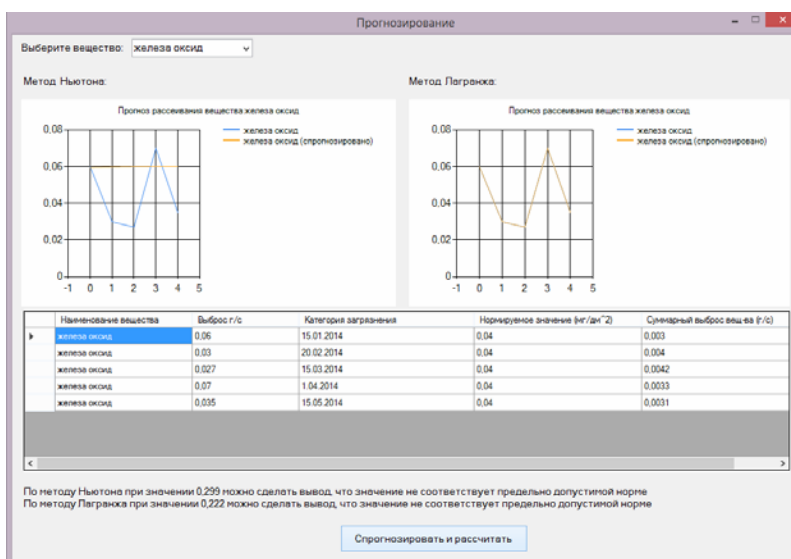 Прогнозирование
Выберите вещество: железа оксид
Метод Ньютона:
Прогноз рассеивания вещества железа оксид
железа оксид
железа оксид (спрогнозировано)
0,08
0,06
0,04
0,02
0
-1 0 1 2 3 4 5
Метод Лагранжа:
Прогноз рассеивания вещества железа оксид
железа оксид
железа оксид (спрогнозировано)
0,08
0,06
0,04
0,02
0
-1 0 1 2 3 4 5
Наименование вещества Выброс г/с Категория загрязнения Нормируемое значение (мг/дм^2) Суммарный выброс вещ-ва (г/с)
железа оксид 0,06 15.01.2014 0,04 0,003
железа оксид 0,03 20.02.2014 0,04 0,004
железа оксид 0,027 15.03.2014 0,04 0,0042
железа оксид 0,07 1.04.2014 0,04 0,0033
железа оксид 0,035 15.05.2014 0,04 0,0031
По методу Ньютона при значении 0,299 можно сделать вывод, что значение не соответствует предельно допустимой норме
По методу Лагранжа при значении 0,222 можно сделать вывод, что значение не соответствует предельно допустимой норме
Спрогнозировать и рассчитать